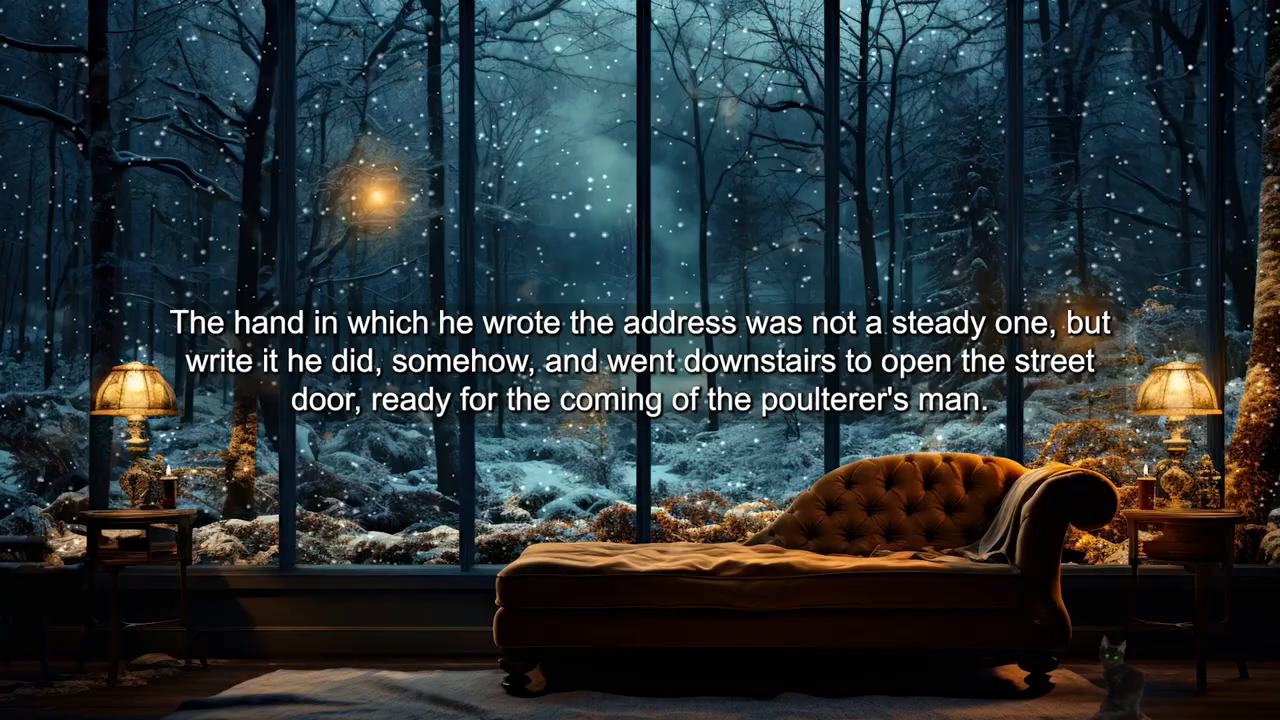 The hand in which he wrote the address was not a steady one, but
write it he did, somehow, and went downstairs to open the street
door, ready for the coming of the poulterer's man.